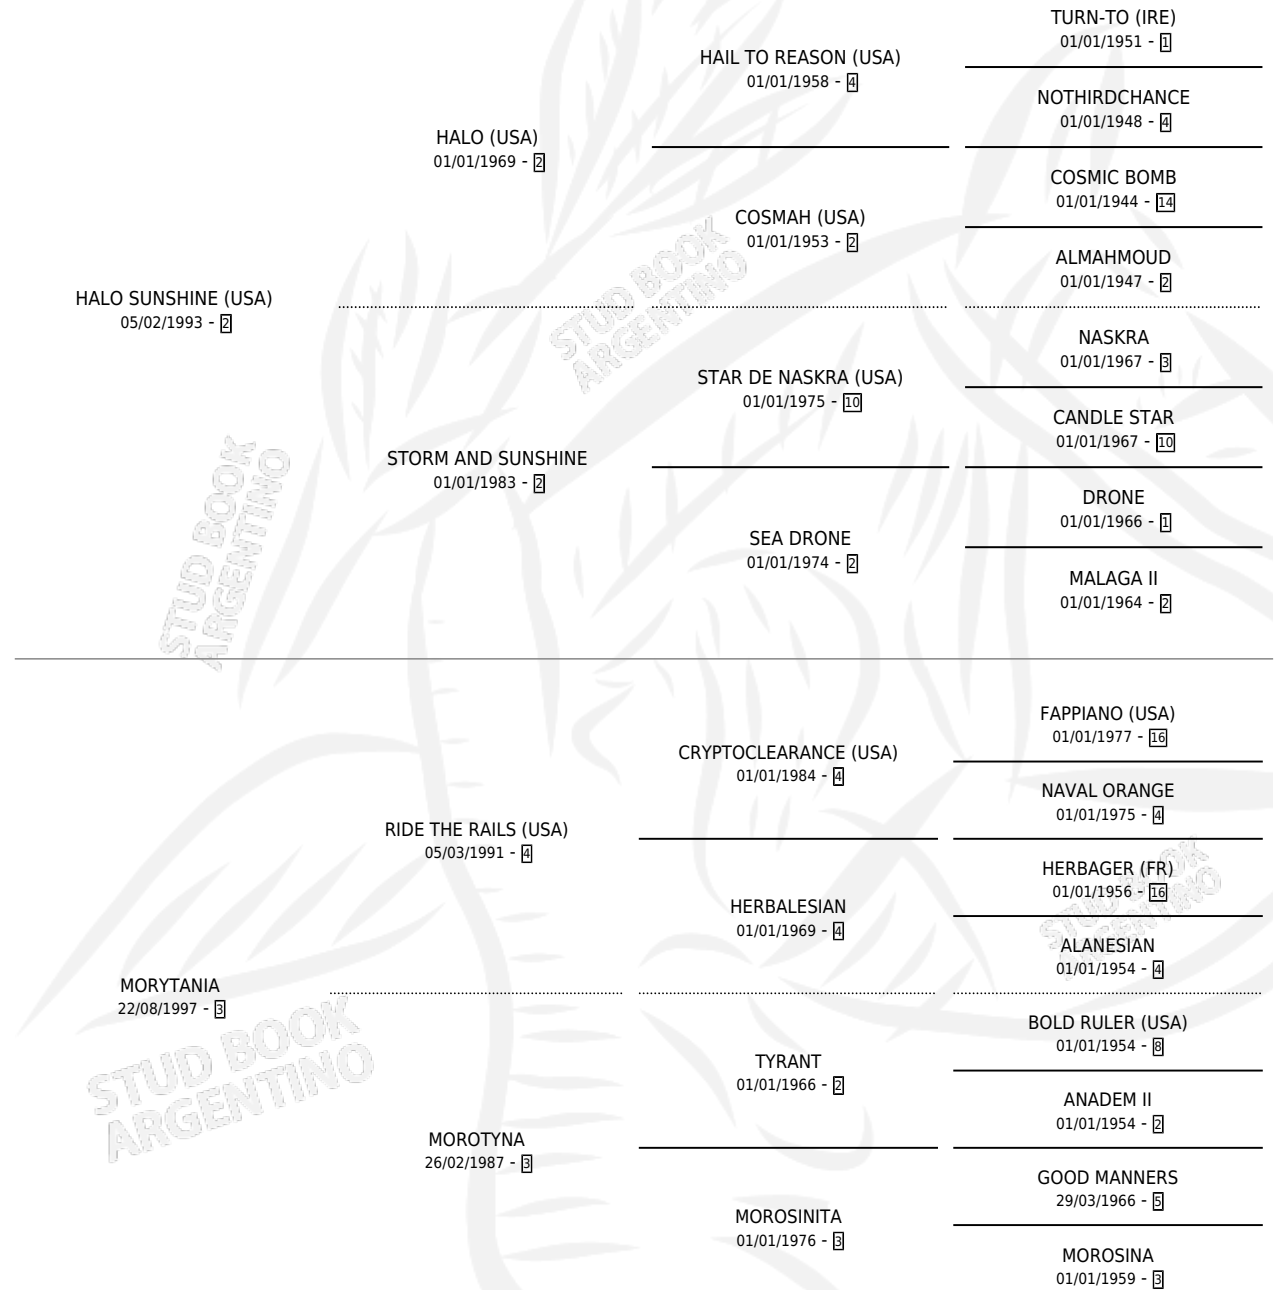 TURN-TO (IRE)
01/01/1951 - 1
HAIL TO REASON (USA)
01/01/1958 - 4
NOTHIRDCHANCE
01/01/1948 - 4
HALO (USA)
01/01/1969 - 2
COSMIC BOMB
01/01/1944 - 14
COSMAH (USA)
01/01/1953 - 2
ALMAHMOUD
01/01/1947 - 2
HALO SUNSHINE (USA)
05/02/1993 - 2
NASKRA
01/01/1967 - 3
STAR DE NASKRA (USA)
01/01/1975 - 10
CANDLE STAR
01/01/1967 - 10
STORM AND SUNSHINE
01/01/1983 - 2
DRONE
01/01/1966 - 1
SEA DRONE
01/01/1974 - 2
MALAGA II
01/01/1964 - 2
FAPPIANO (USA)
01/01/1977 - 16
CRYPTOCLEARANCE (USA)
01/01/1984 - 4
NAVAL ORANGE
01/01/1975 - 4
RIDE THE RAILS (USA)
05/03/1991 - 4
HERBAGER (FR)
01/01/1956 - 16
HERBALESIAN
01/01/1969 - 4
ALANESIAN
01/01/1954 - 4
MORYTANIA
22/08/1997 - 3
BOLD RULER (USA)
01/01/1954 - 8
TYRANT
01/01/1966 - 2
ANADEM II
01/01/1954 - 2
MOROTYNA
26/02/1987 - 3
GOOD MANNERS
29/03/1966 - 5
MOROSINITA
01/01/1976 - 3
MOROSINA
01/01/1959 - 3
STUD BOOK
ARGENTINO
STUD BOOK
ARGENTINO
STUD BOOK
ARGENTINO
STUD BOOK
ARGENTINO